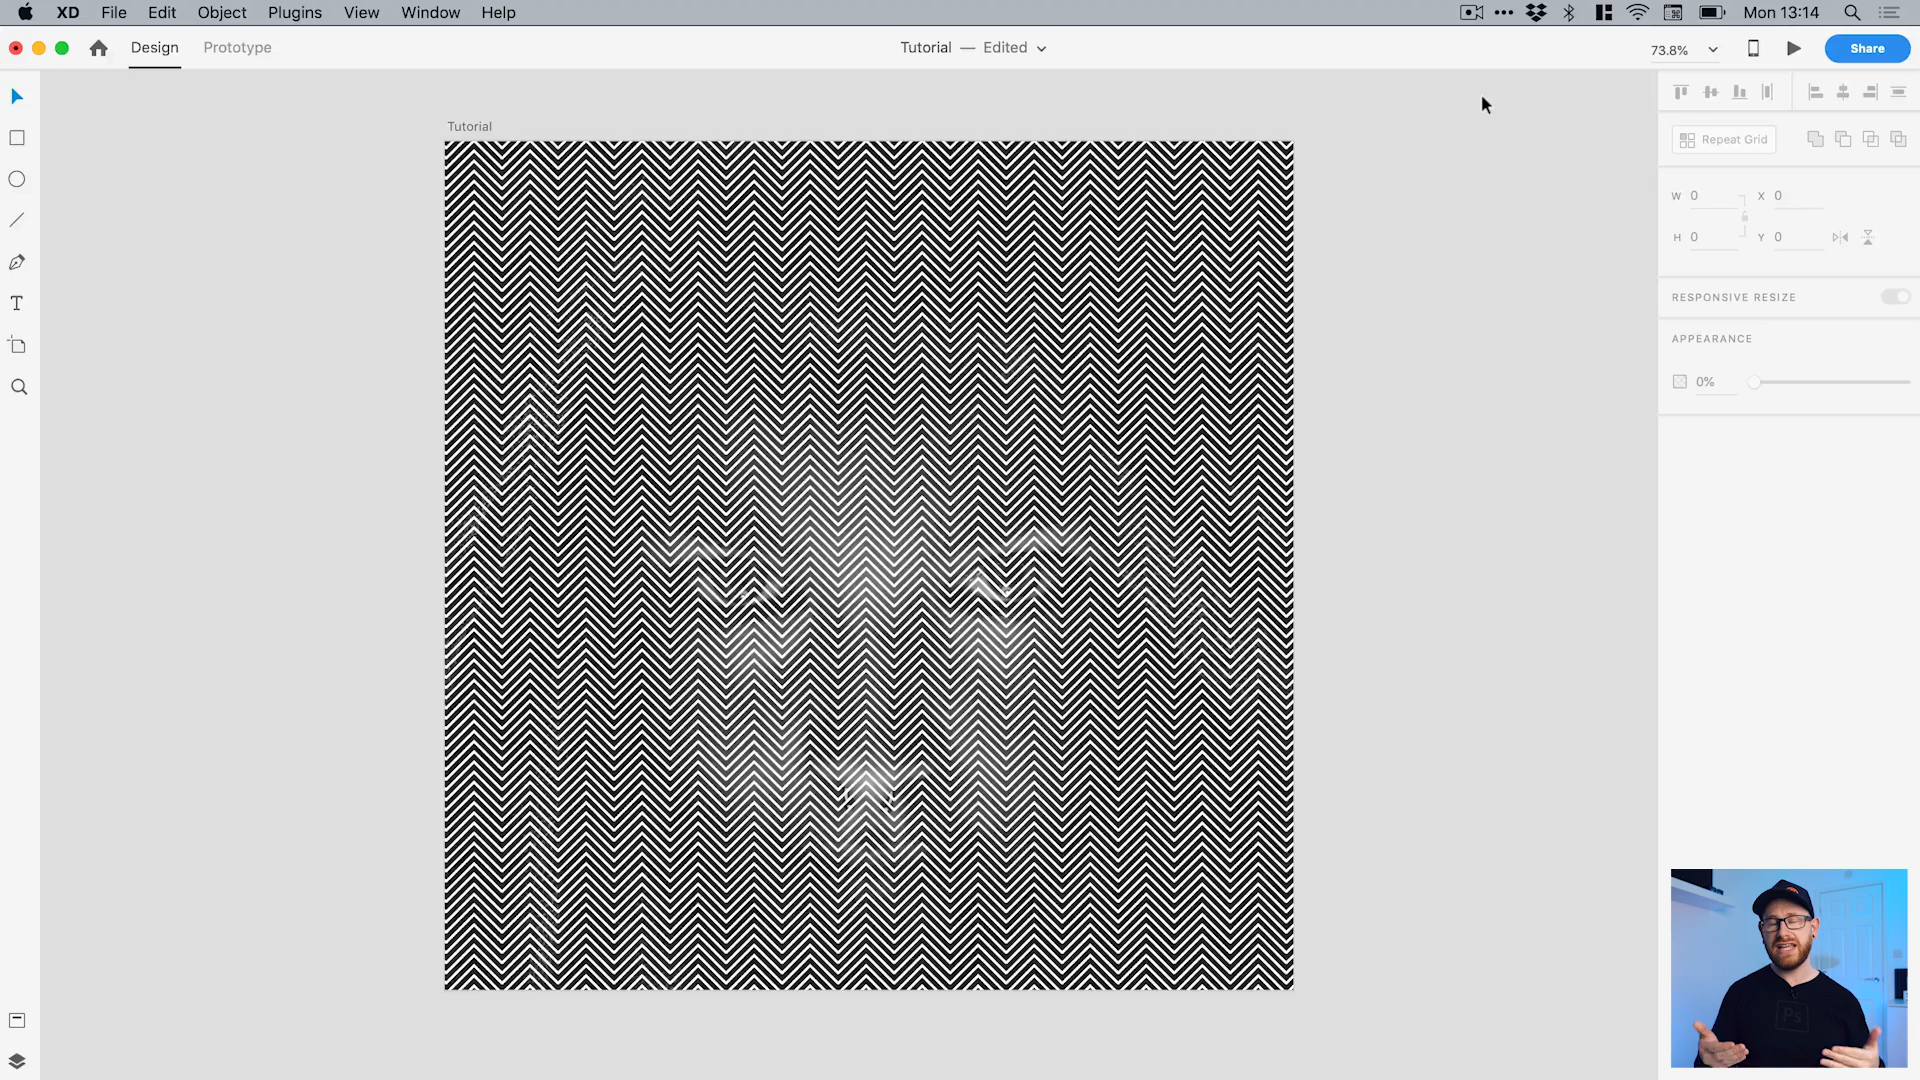 XD File Edit Object Plugins View Window Help Mon 13:14
Design Prototype Tutorial — Edited 73.8% Share
Tutorial
Repeat Grid
W 0 X 0
H 0 Y 0
RESPONSIVE RESIZE
APPEARANCE
0%
T
Ps